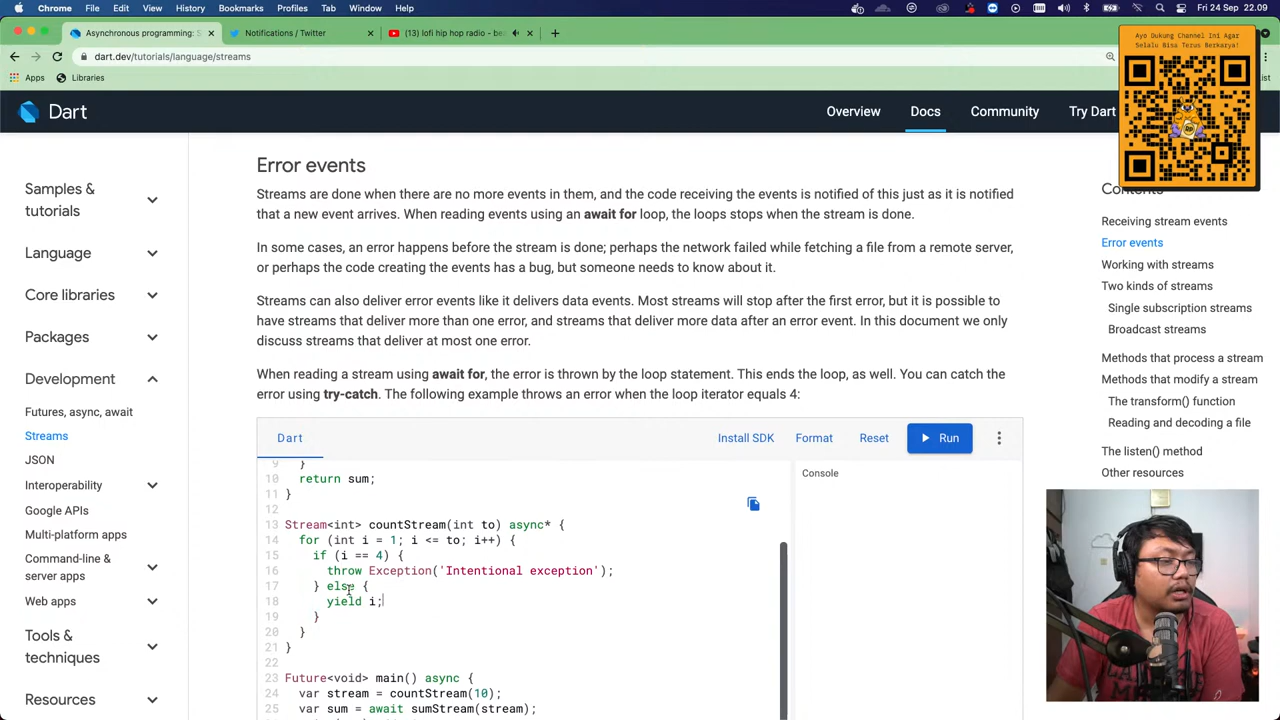 Chrome File Edit View History Bookmarks Profiles Tab Window Help
Fri 24 Sep 22.09
Asynchronous programming: S
Notifications / Twitter
(13) lofi hip hop radio - bea
dart.dev/tutorials/language/streams
Apps
Libraries
Ayo Dukung Channel Ini Agar
Selalu Bisa Terus Berkarya!
Dart
Overview
Docs
Community
Try Dart
Samples &
tutorials
Language
Core libraries
Packages
Development
Futures, async, await
Streams
JSON
Interoperability
Google APIs
Multi-platform apps
Command-line &
server apps
Web apps
Tools &
techniques
Resources
Error events
Streams are done when there are no more events in them, and the code receiving the events is notified of this just as it is notified
that a new event arrives. When reading events using an await for loop, the loops stops when the stream is done.
In some cases, an error happens before the stream is done; perhaps the network failed while fetching a file from a remote server,
or perhaps the code creating the events has a bug, but someone needs to know about it.
Streams can also deliver error events like it delivers data events. Most streams will stop after the first error, but it is possible to
have streams that deliver more than one error, and streams that deliver more data after an error event. In this document we only
discuss streams that deliver at most one error.
When reading a stream using await for, the error is thrown by the loop statement. This ends the loop, as well. You can catch the
error using try-catch. The following example throws an error when the loop iterator equals 4:
Dart
Install SDK
Format
Reset
Run
Console
9 }
10 return sum;
11 }
12
13 Stream<int> countStream(int to) async* {
14 for (int i = 1; i <= to; i++) {
15 if (i == 4) {
16 throw Exception('Intentional exception');
17 } else {
18 yield i;
19 }
20 }
21 }
22
23 Future<void> main() async {
24 var stream = countStream(10);
25 var sum = await sumStream(stream);
Contents
Receiving stream events
Error events
Working with streams
Two kinds of streams
Single subscription streams
Broadcast streams
Methods that process a stream
Methods that modify a stream
The transform() function
Reading and decoding a file
The listen() method
Other resources